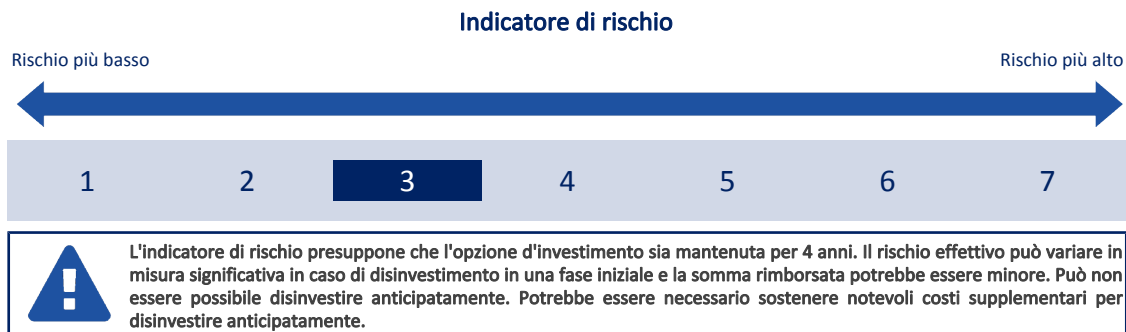 Indicatore di rischio
Rischio più basso
Rischio più alto
1 2 3 4 5 6 7
L'indicatore di rischio presuppone che l'opzione d'investimento sia mantenuta per 4 anni. Il rischio effettivo può variare in
misura significativa in caso di disinvestimento in una fase iniziale e la somma rimborsata potrebbe essere minore. Può non
essere possibile disinvestire anticipatamente. Potrebbe essere necessario sostenere notevoli costi supplementari per
disinvestire anticipatamente.